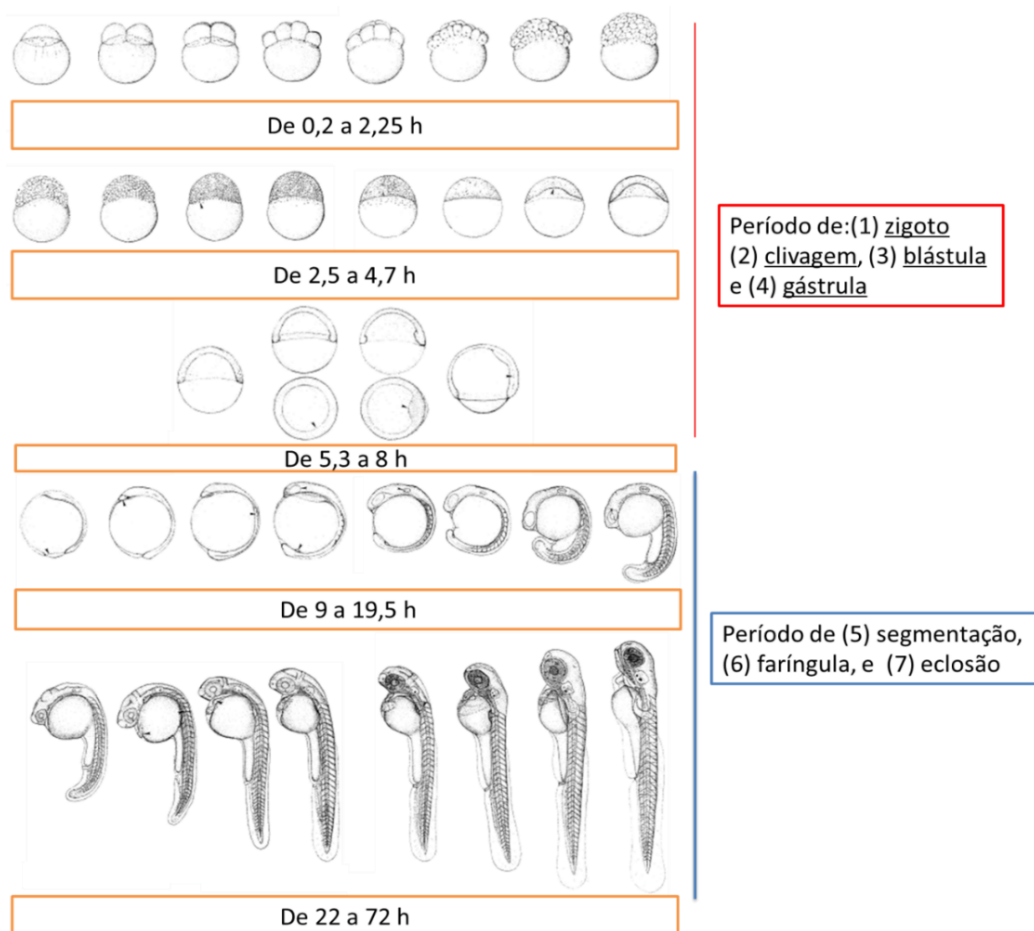 De 0,2 a 2,25 h
De 2,5 a 4,7 h
Período de:(1) zigoto
(2) clivagem, (3) blástula
e (4) gástrula
De 5,3 a 8 h
De 9 a 19,5 h
Período de (5) segmentação,
(6) faríngula, e (7) eclosão
De 22 a 72 h